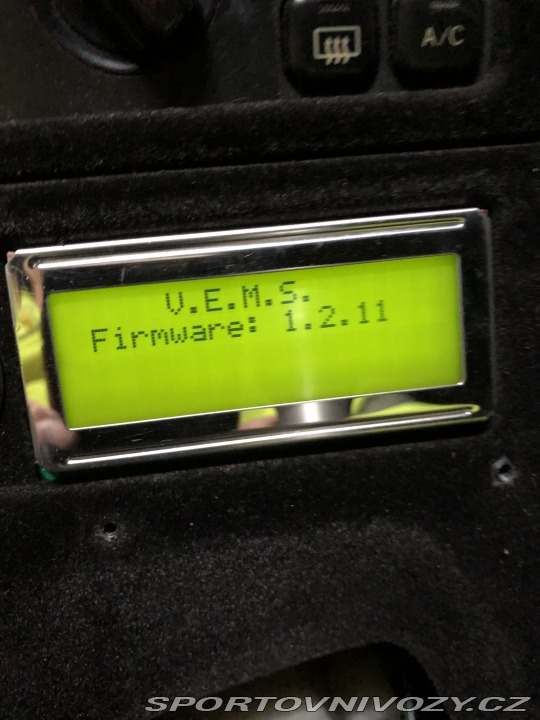 A/C
V.E.M.S.
Firmware: 1.2.11
SPORTOVNIVOZY.CZ